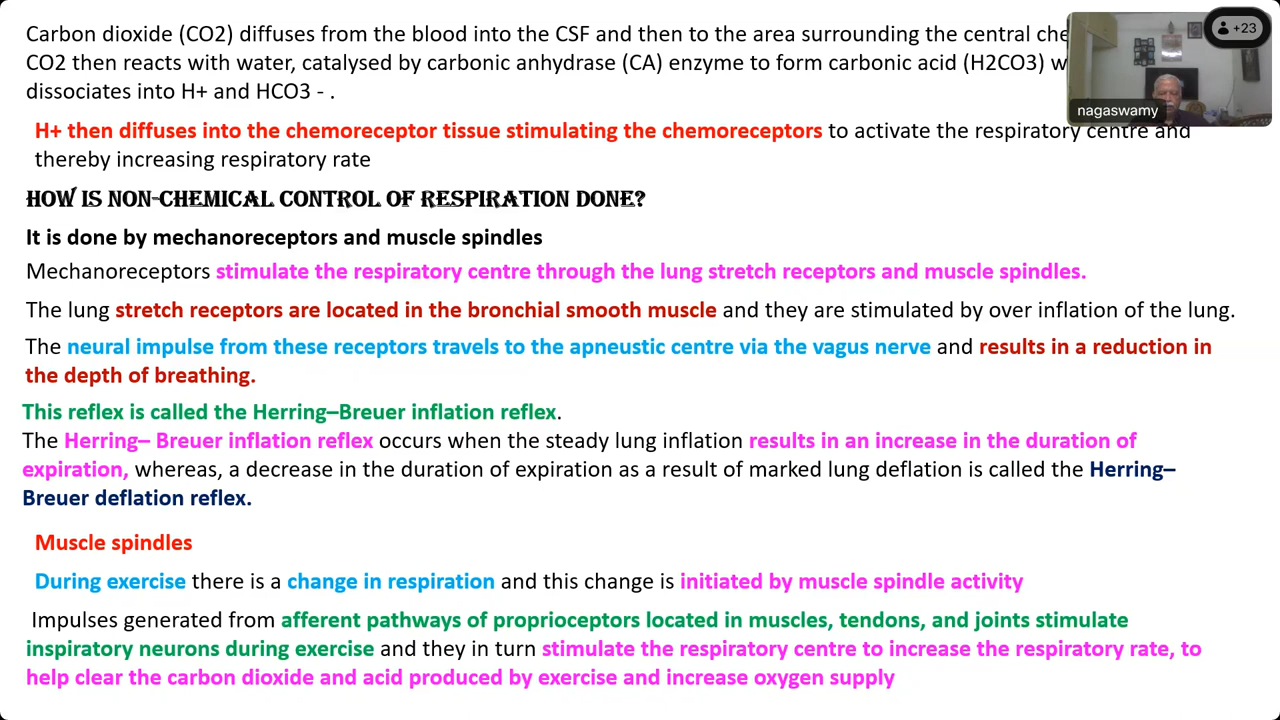 Carbon dioxide (CO2) diffuses from the blood into the CSF and then to the area surrounding the central
CO2 then reacts with water, catalysed by carbonic anhydrase (CA) enzyme to form carbonic acid (H2CO3)
dissociates into H+ and HCO3 - .
+23
nagaswamy
H+ then diffuses into the chemoreceptor tissue stimulating the chemoreceptors to activate the respiratory centre and
thereby increasing respiratory rate
HOW IS NON-CHEMICAL CONTROL OF RESPIRATION DONE?
It is done by mechanoreceptors and muscle spindles
Mechanoreceptors stimulate the respiratory centre through the lung stretch receptors and muscle spindles.
The lung stretch receptors are located in the bronchial smooth muscle and they are stimulated by over inflation of the lung.
The neural impulse from these receptors travels to the apneustic centre via the vagus nerve and results in a reduction in
the depth of breathing.
This reflex is called the Herring–Breuer inflation reflex.
The Herring– Breuer inflation reflex occurs when the steady lung inflation results in an increase in the duration of
expiration, whereas, a decrease in the duration of expiration as a result of marked lung deflation is called the Herring–
Breuer deflation reflex.
Muscle spindles
During exercise there is a change in respiration and this change is initiated by muscle spindle activity
Impulses generated from afferent pathways of proprioceptors located in muscles, tendons, and joints stimulate
inspiratory neurons during exercise and they in turn stimulate the respiratory centre to increase the respiratory rate, to
help clear the carbon dioxide and acid produced by exercise and increase oxygen supply